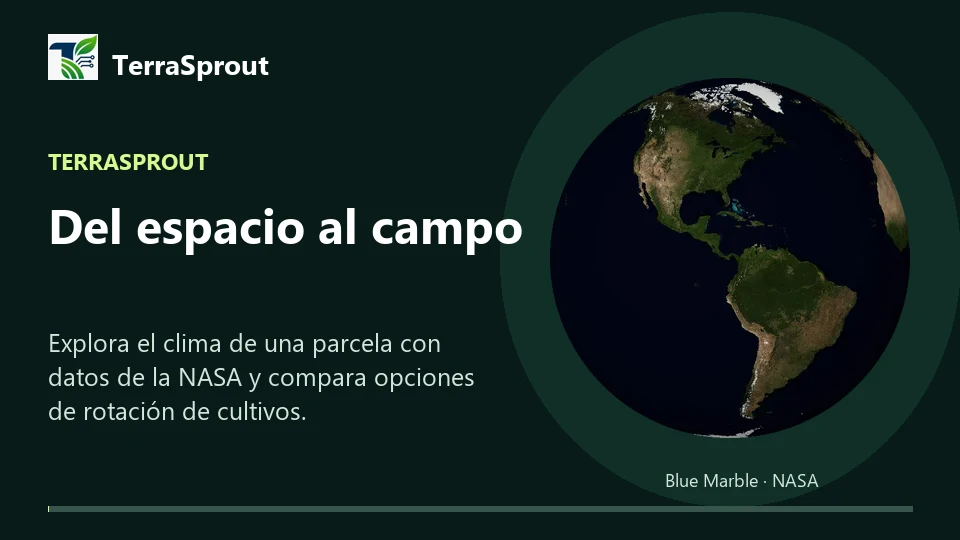 TerraSprout
TERRASPROUT
Del espacio al campo
Explora el clima de una parcela con
datos de la NASA y compara opciones
de rotación de cultivos.
Blue Marble · NASA